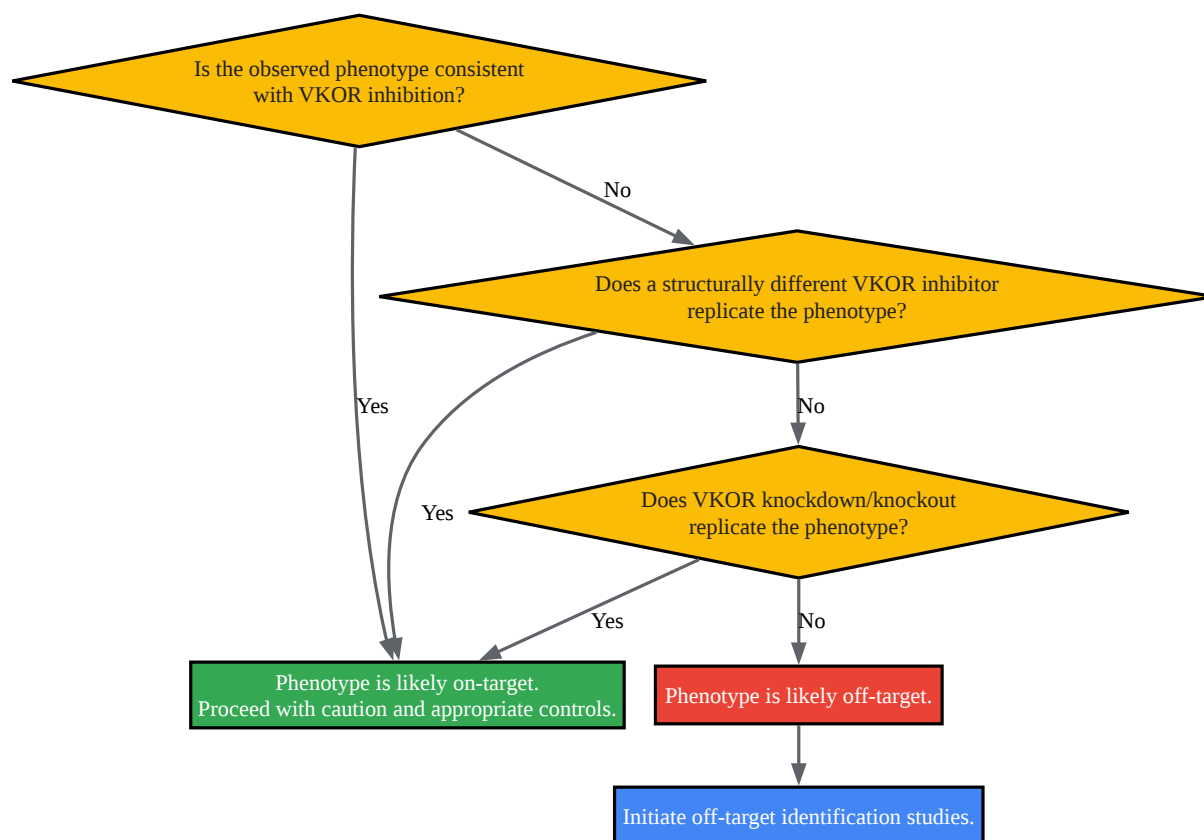 Is the observed phenotype consistent
with VKOR inhibition?
No
Does a structurally different VKOR inhibitor
replicate the phenotype?
Yes
No
Does VKOR knockdown/knockout
replicate the phenotype?
Yes
Yes
No
Phenotype is likely on-target.
Proceed with caution and appropriate controls.
Phenotype is likely off-target.
Initiate off-target identification studies.